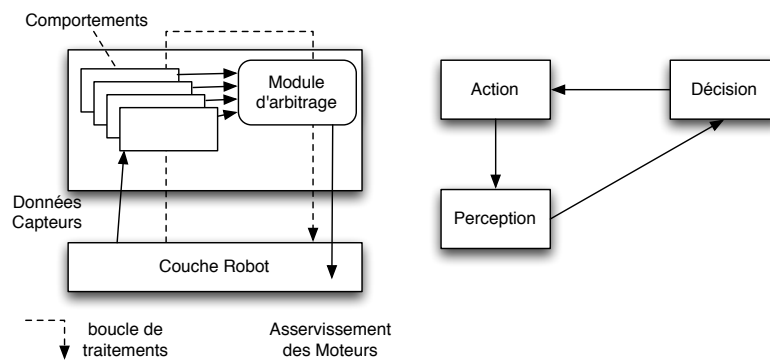 Comportements
Module
d'arbitrage
Données
Capteurs
Couche Robot
boucle de
traitements
Asservissement
des Moteurs
Action
Décision
Perception